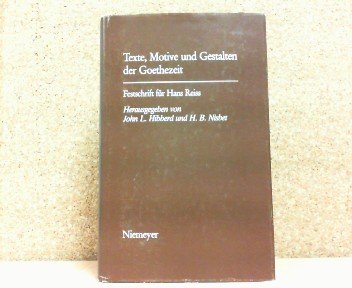 Texte, Motive und Gestalten
der Goethezeit
Festschrift für Hans Reiss
Herausgegeben von
John L. Hibberd und H. B. Nisbet
Niemeyer